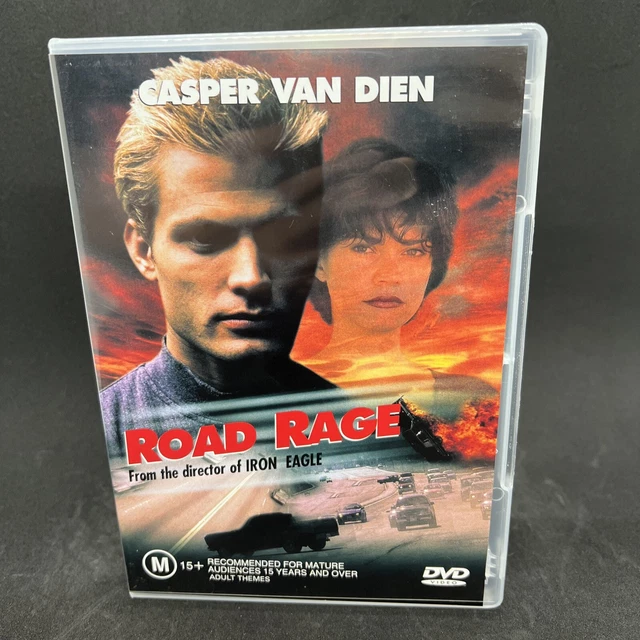 CASPER VAN DIEN
ROAD RAGE
From the director of IRON EAGLE
M 15+ RECOMMENDED FOR MATURE
AUDIENCES 15 YEARS AND OVER
ADULT THEMES
DVD
VIDEO